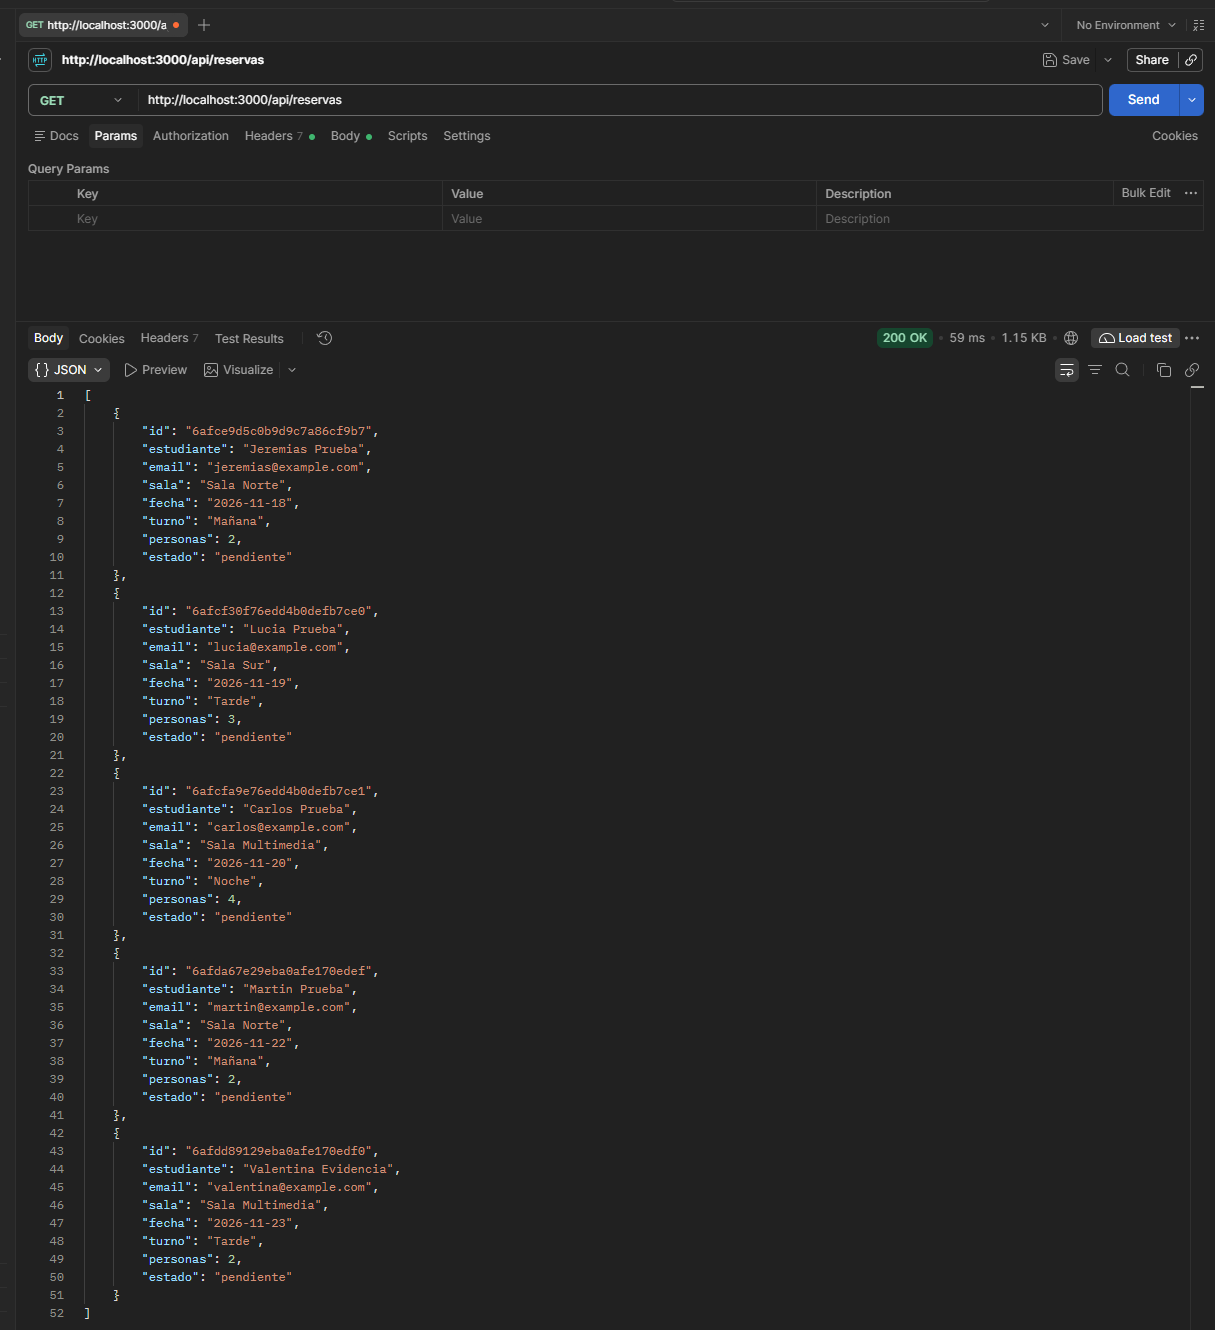 GET http://localhost:3000/a
No Environment
HTTP http://localhost:3000/api/reservas
Save
Share
GET http://localhost:3000/api/reservas
Send
Docs Params Authorization Headers 7 Body Scripts Settings Cookies
Query Params
Key Value Description Bulk Edit
Key Value Description
Body Cookies Headers 7 Test Results 200 OK 59 ms 1.15 KB Load test
{} JSON Preview Visualize
1 [
2 {
3 "id": "6afce9d5c0b9d9c7a86cf9b7",
4 "estudiante": "Jeremias Prueba",
5 "email": "jeremias@example.com",
6 "sala": "Sala Norte",
7 "fecha": "2026-11-18",
8 "turno": "Mañana",
9 "personas": 2,
10 "estado": "pendiente"
11 },
12 {
13 "id": "6afcf30f76edd4b0defb7ce0",
14 "estudiante": "Lucia Prueba",
15 "email": "lucia@example.com",
16 "sala": "Sala Sur",
17 "fecha": "2026-11-19",
18 "turno": "Tarde",
19 "personas": 3,
20 "estado": "pendiente"
21 },
22 {
23 "id": "6afcfa9e76edd4b0defb7ce1",
24 "estudiante": "Carlos Prueba",
25 "email": "carlos@example.com",
26 "sala": "Sala Multimedia",
27 "fecha": "2026-11-20",
28 "turno": "Noche",
29 "personas": 4,
30 "estado": "pendiente"
31 },
32 {
33 "id": "6afda67e29eba0afe170edef",
34 "estudiante": "Martin Prueba",
35 "email": "martin@example.com",
36 "sala": "Sala Norte",
37 "fecha": "2026-11-22",
38 "turno": "Mañana",
39 "personas": 2,
40 "estado": "pendiente"
41 },
42 {
43 "id": "6afdd89129eba0afe170edf0",
44 "estudiante": "Valentina Evidencia",
45 "email": "valentina@example.com",
46 "sala": "Sala Multimedia",
47 "fecha": "2026-11-23",
48 "turno": "Tarde",
49 "personas": 2,
50 "estado": "pendiente"
51 }
52 ]